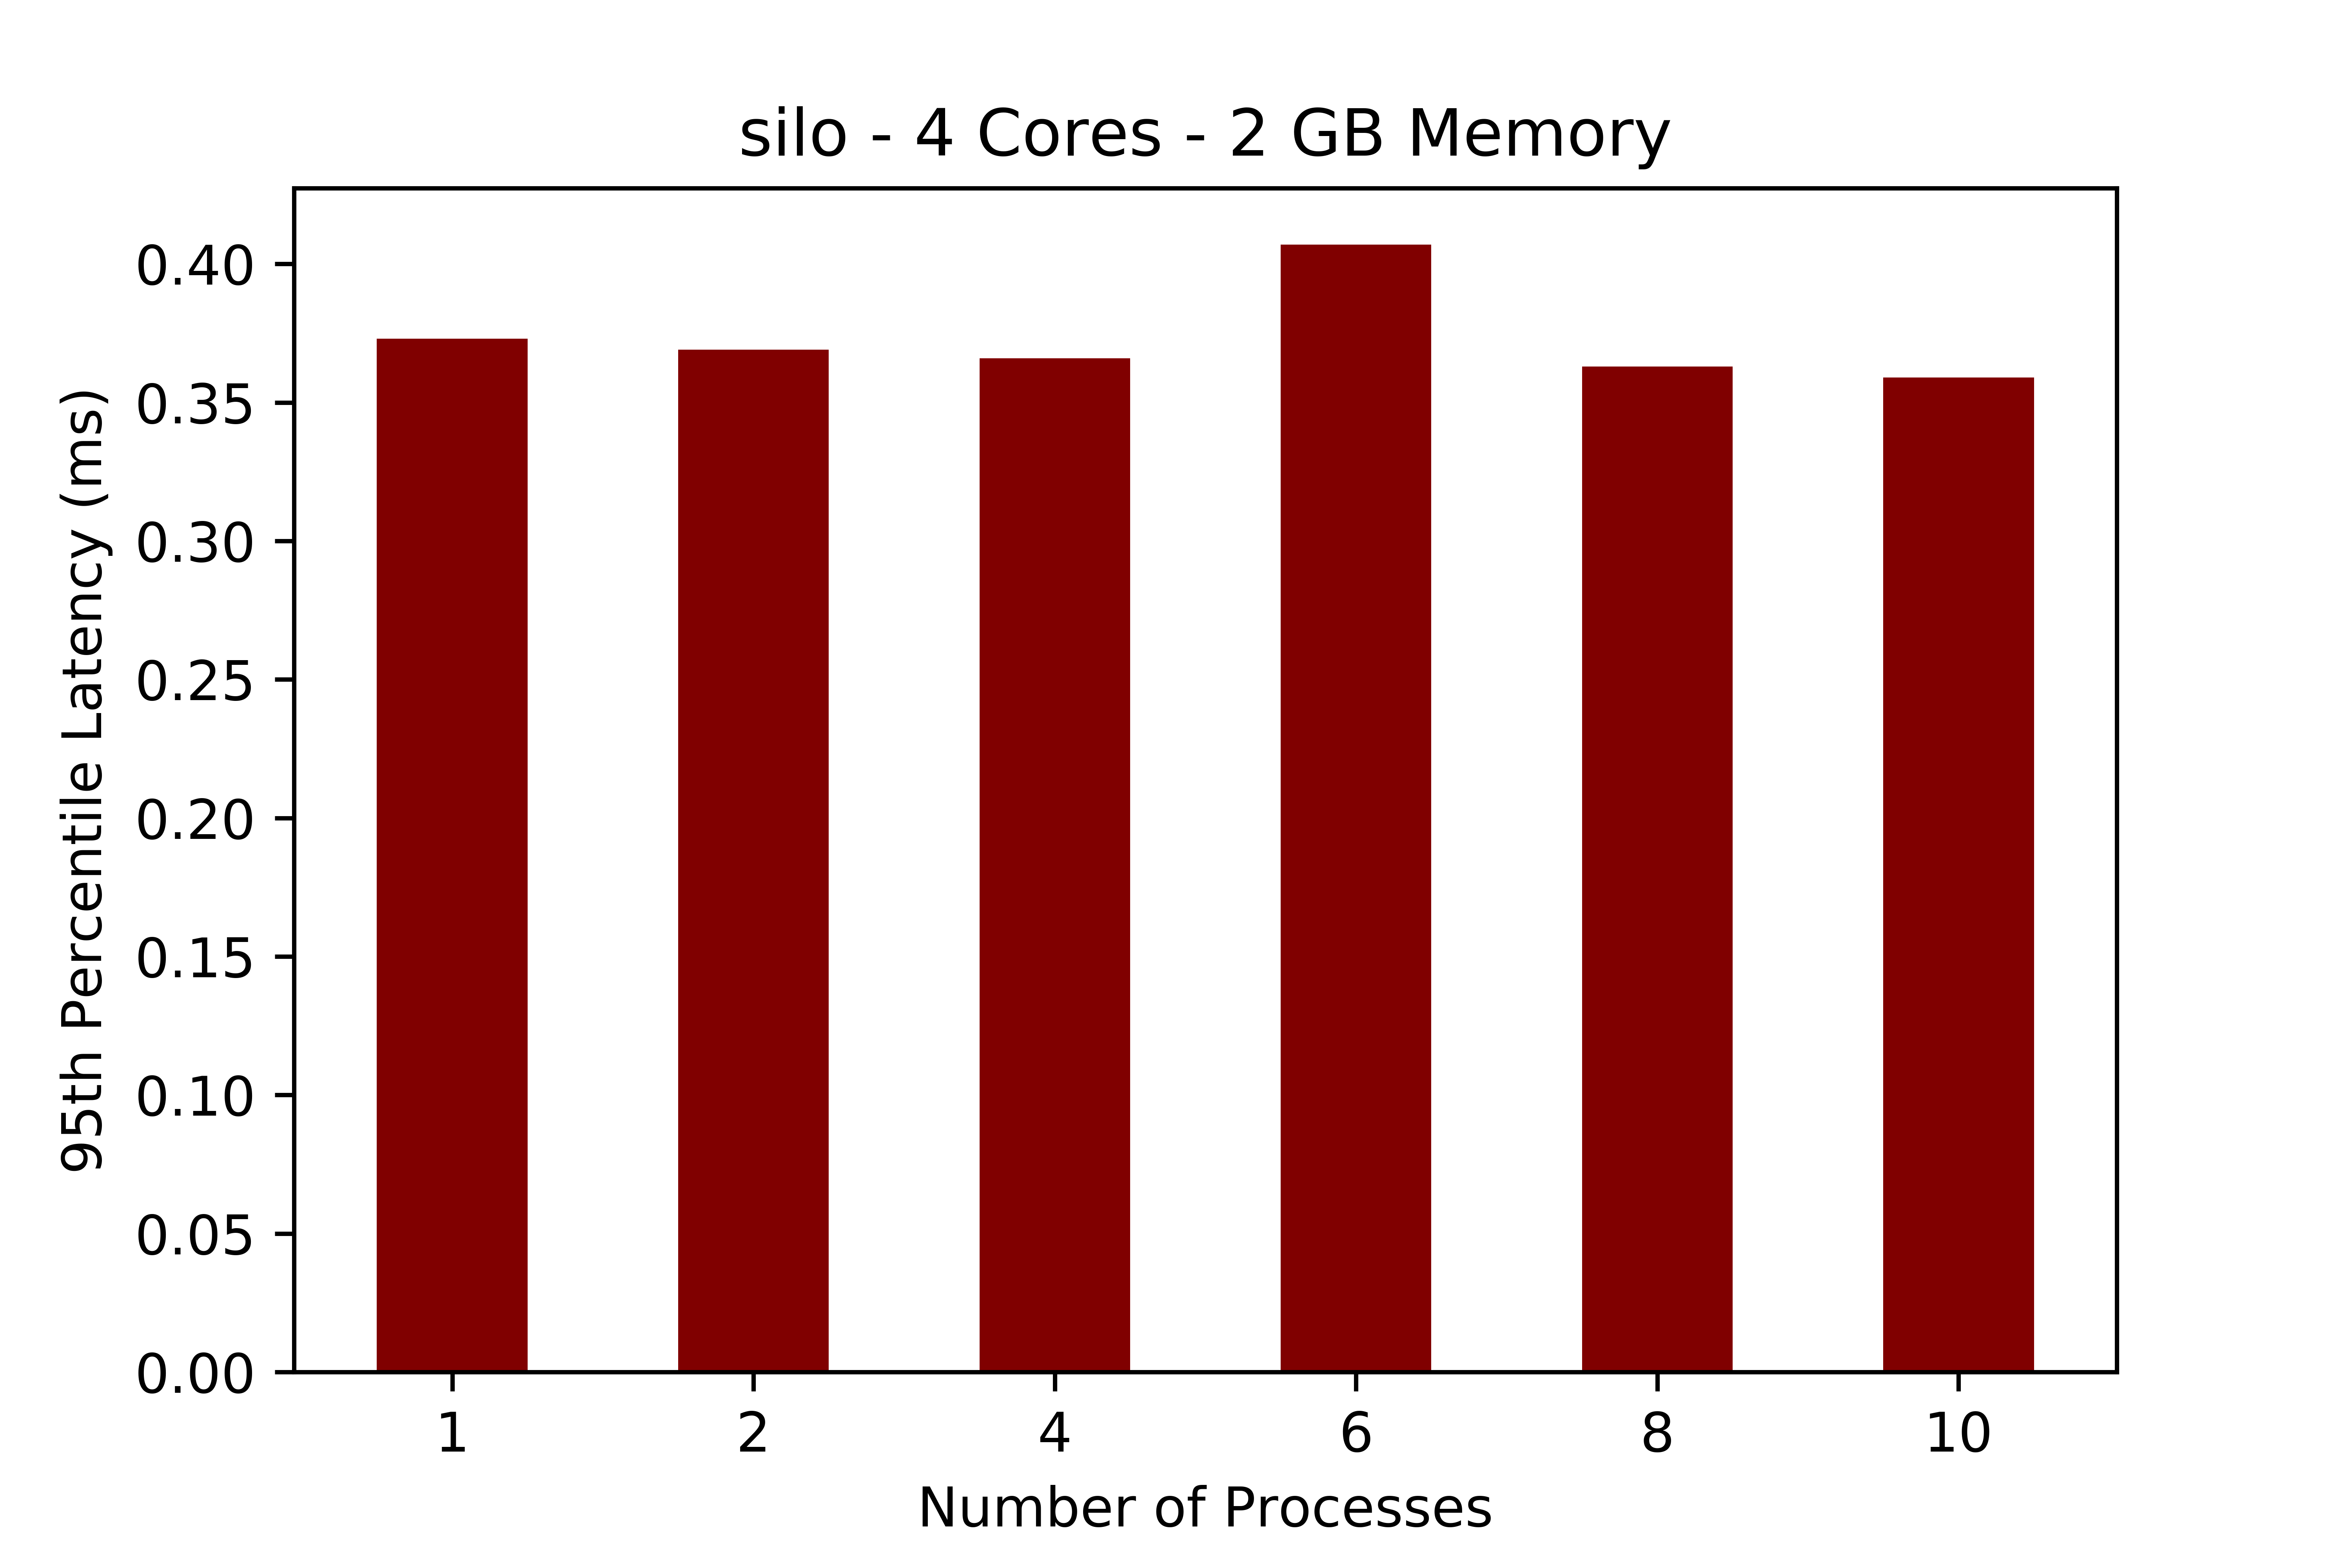 silo - 4 Cores - 2 GB Memory
95th Percentile Latency (ms)
0.40
0.35
0.30
0.25
0.20
0.15
0.10
0.05
0.00
1 2 4 6 8 10
Number of Processes